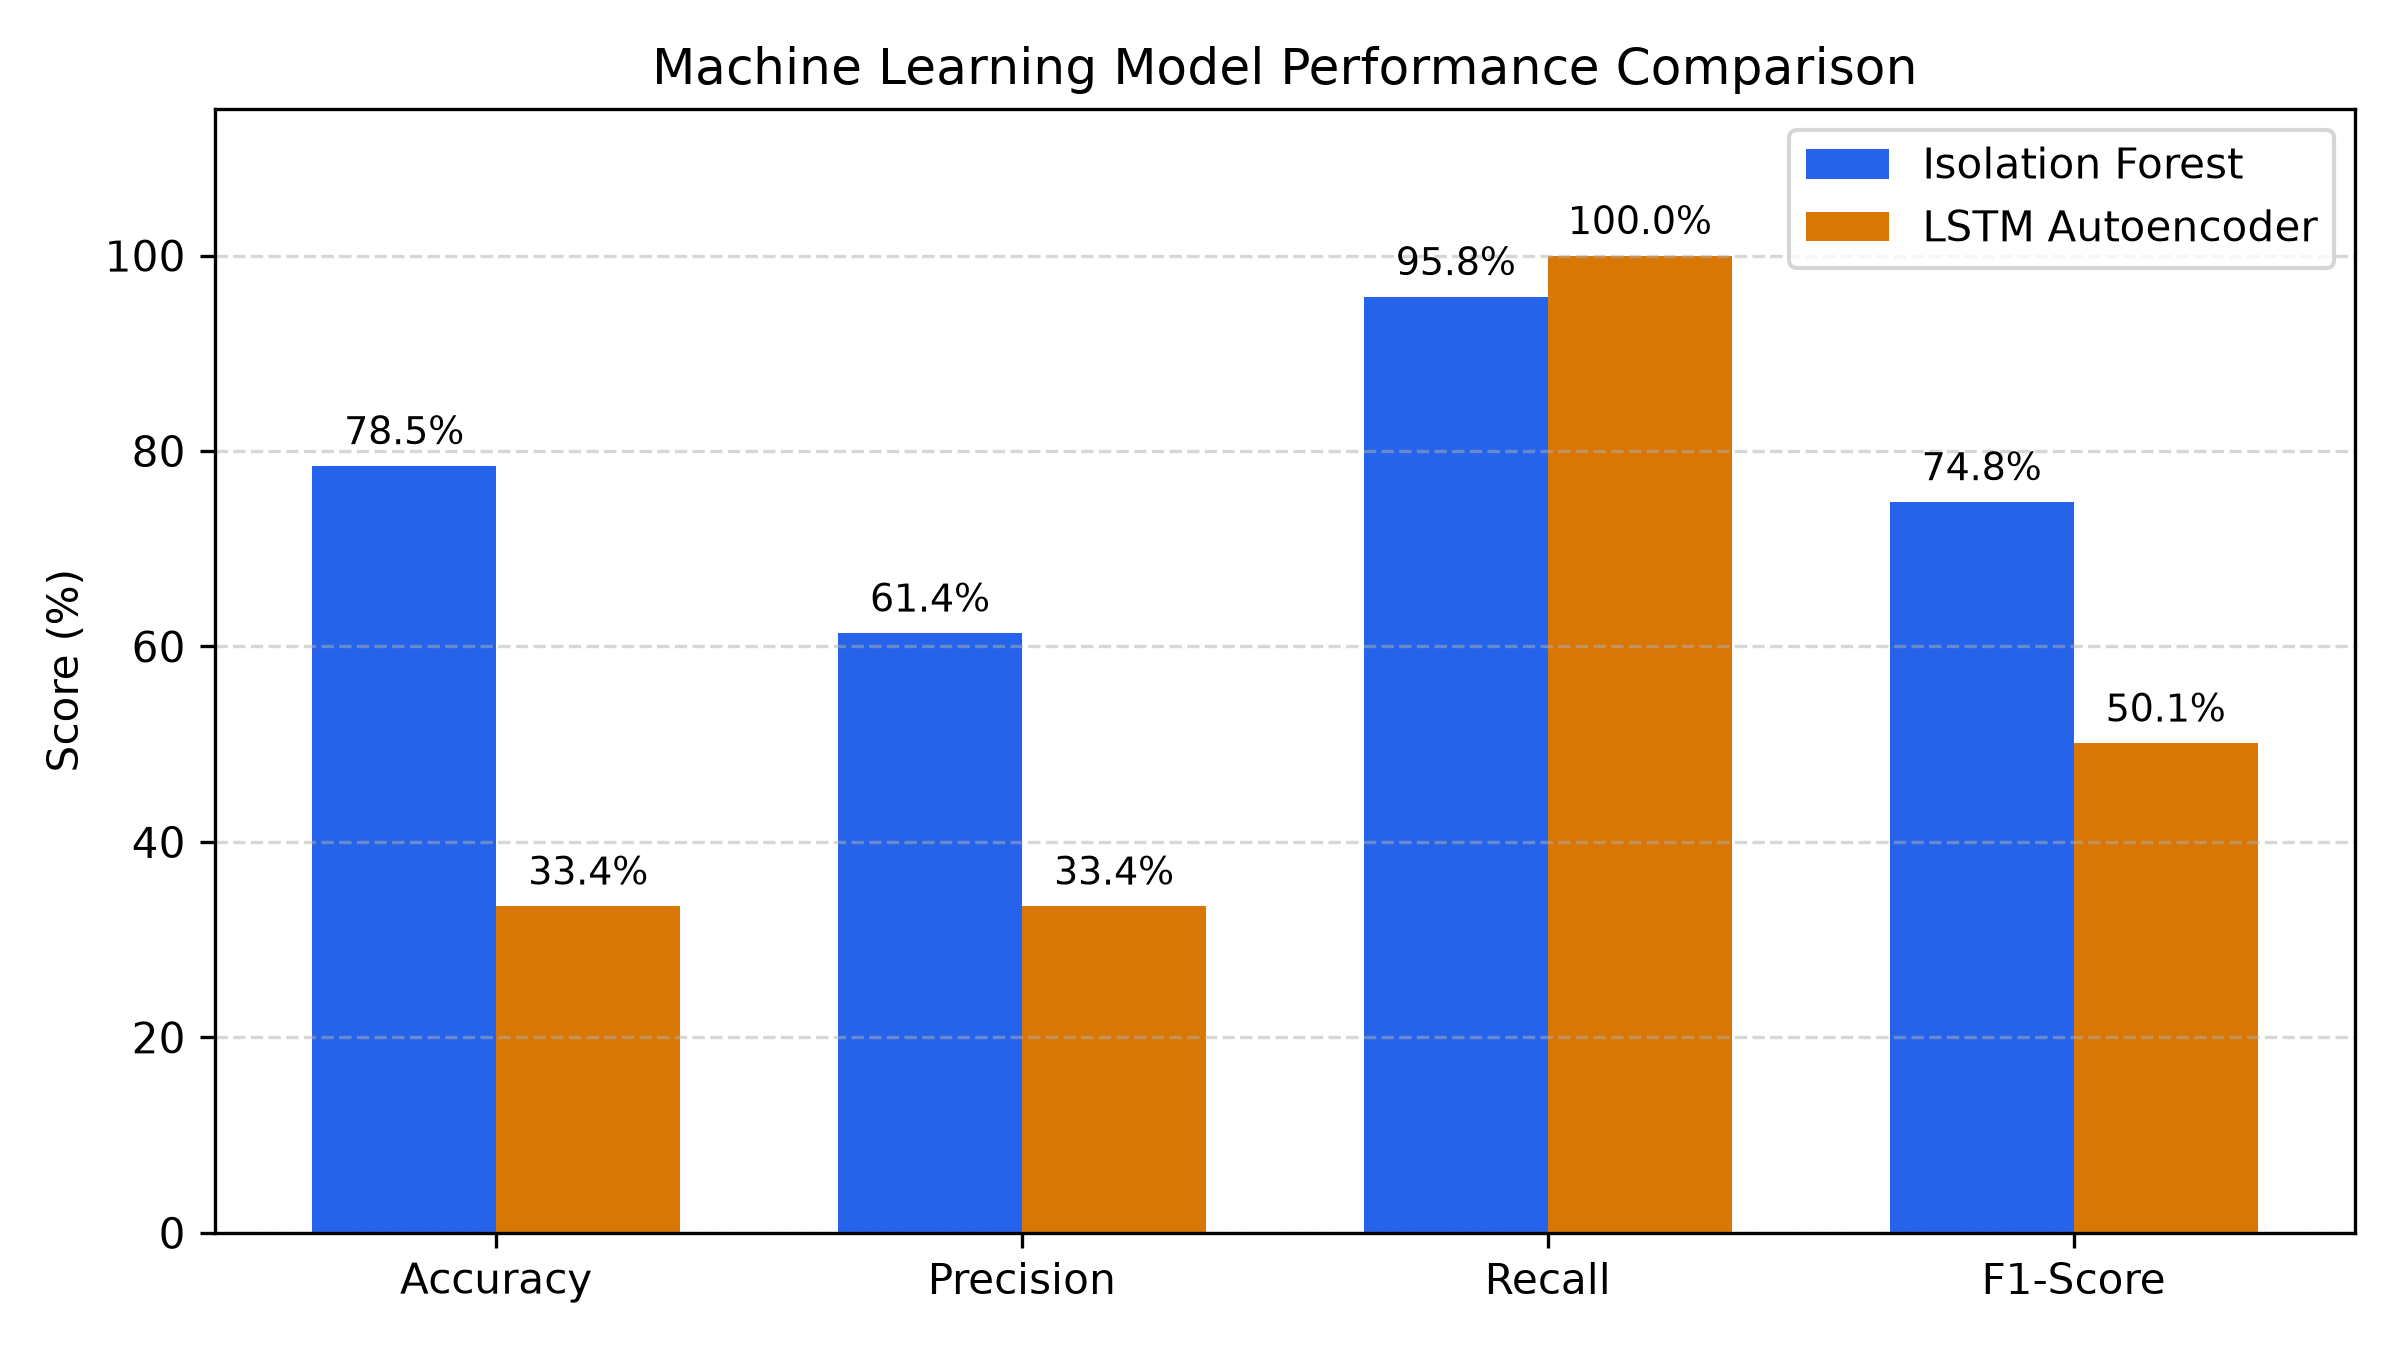 Machine Learning Model Performance Comparison
Isolation Forest
LSTM Autoencoder
Score (%)
100
80
60
40
20
0
78.5%
33.4%
61.4%
33.4%
95.8%
100.0%
74.8%
50.1%
Accuracy
Precision
Recall
F1-Score